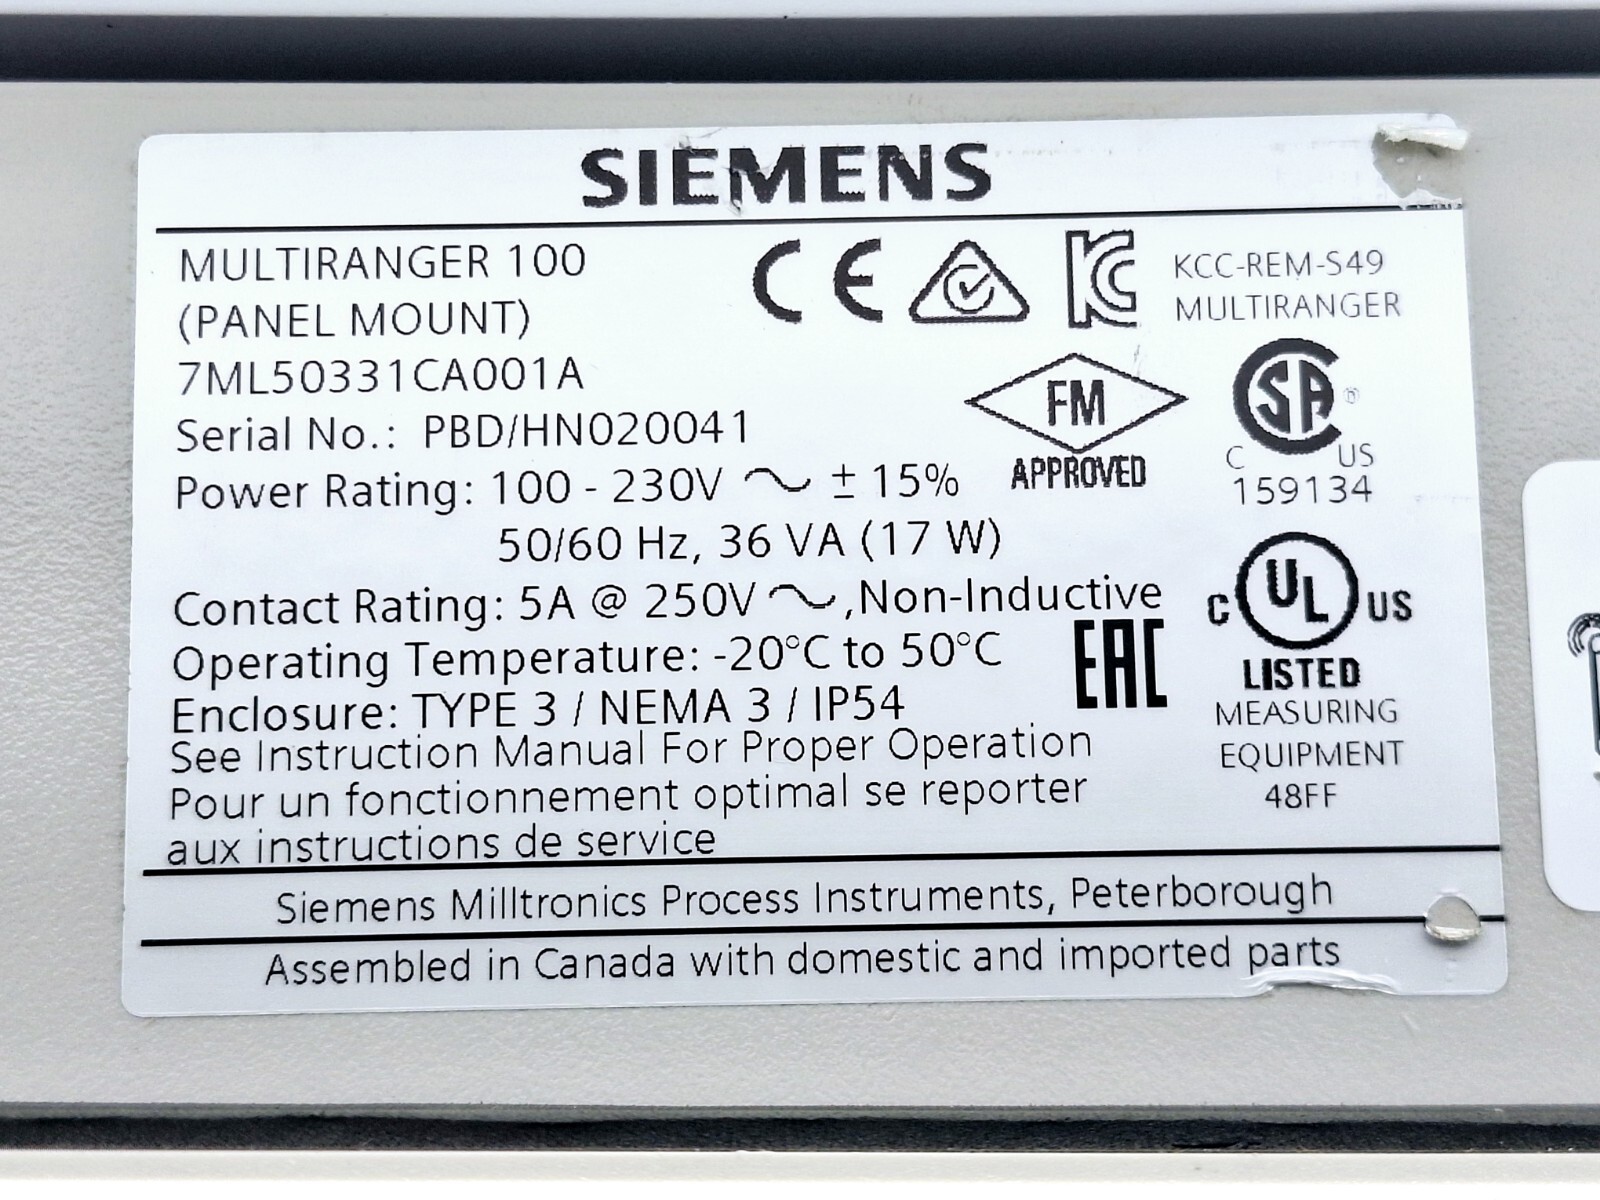 SIEMENS
MULTIRANGER 100
(PANEL MOUNT)
7ML50331CA001A
Serial No.: PBD/HN020041
Power Rating: 100 - 230V ~ ± 15%
50/60 Hz, 36 VA (17 W)
Contact Rating: 5A @ 250V ~,Non-Inductive
Operating Temperature: -20°C to 50°C
Enclosure: TYPE 3 / NEMA 3 / IP54
See Instruction Manual For Proper Operation
Pour un fonctionnement optimal se reporter
aux instructions de service
CE
KC
KCC-REM-S49
MULTIRANGER
FM
APPROVED
SA ®
C US
159134
C UL US
LISTED
MEASURING
EQUIPMENT
48FF
EAC
Siemens Milltronics Process Instruments, Peterborough
Assembled in Canada with domestic and imported parts